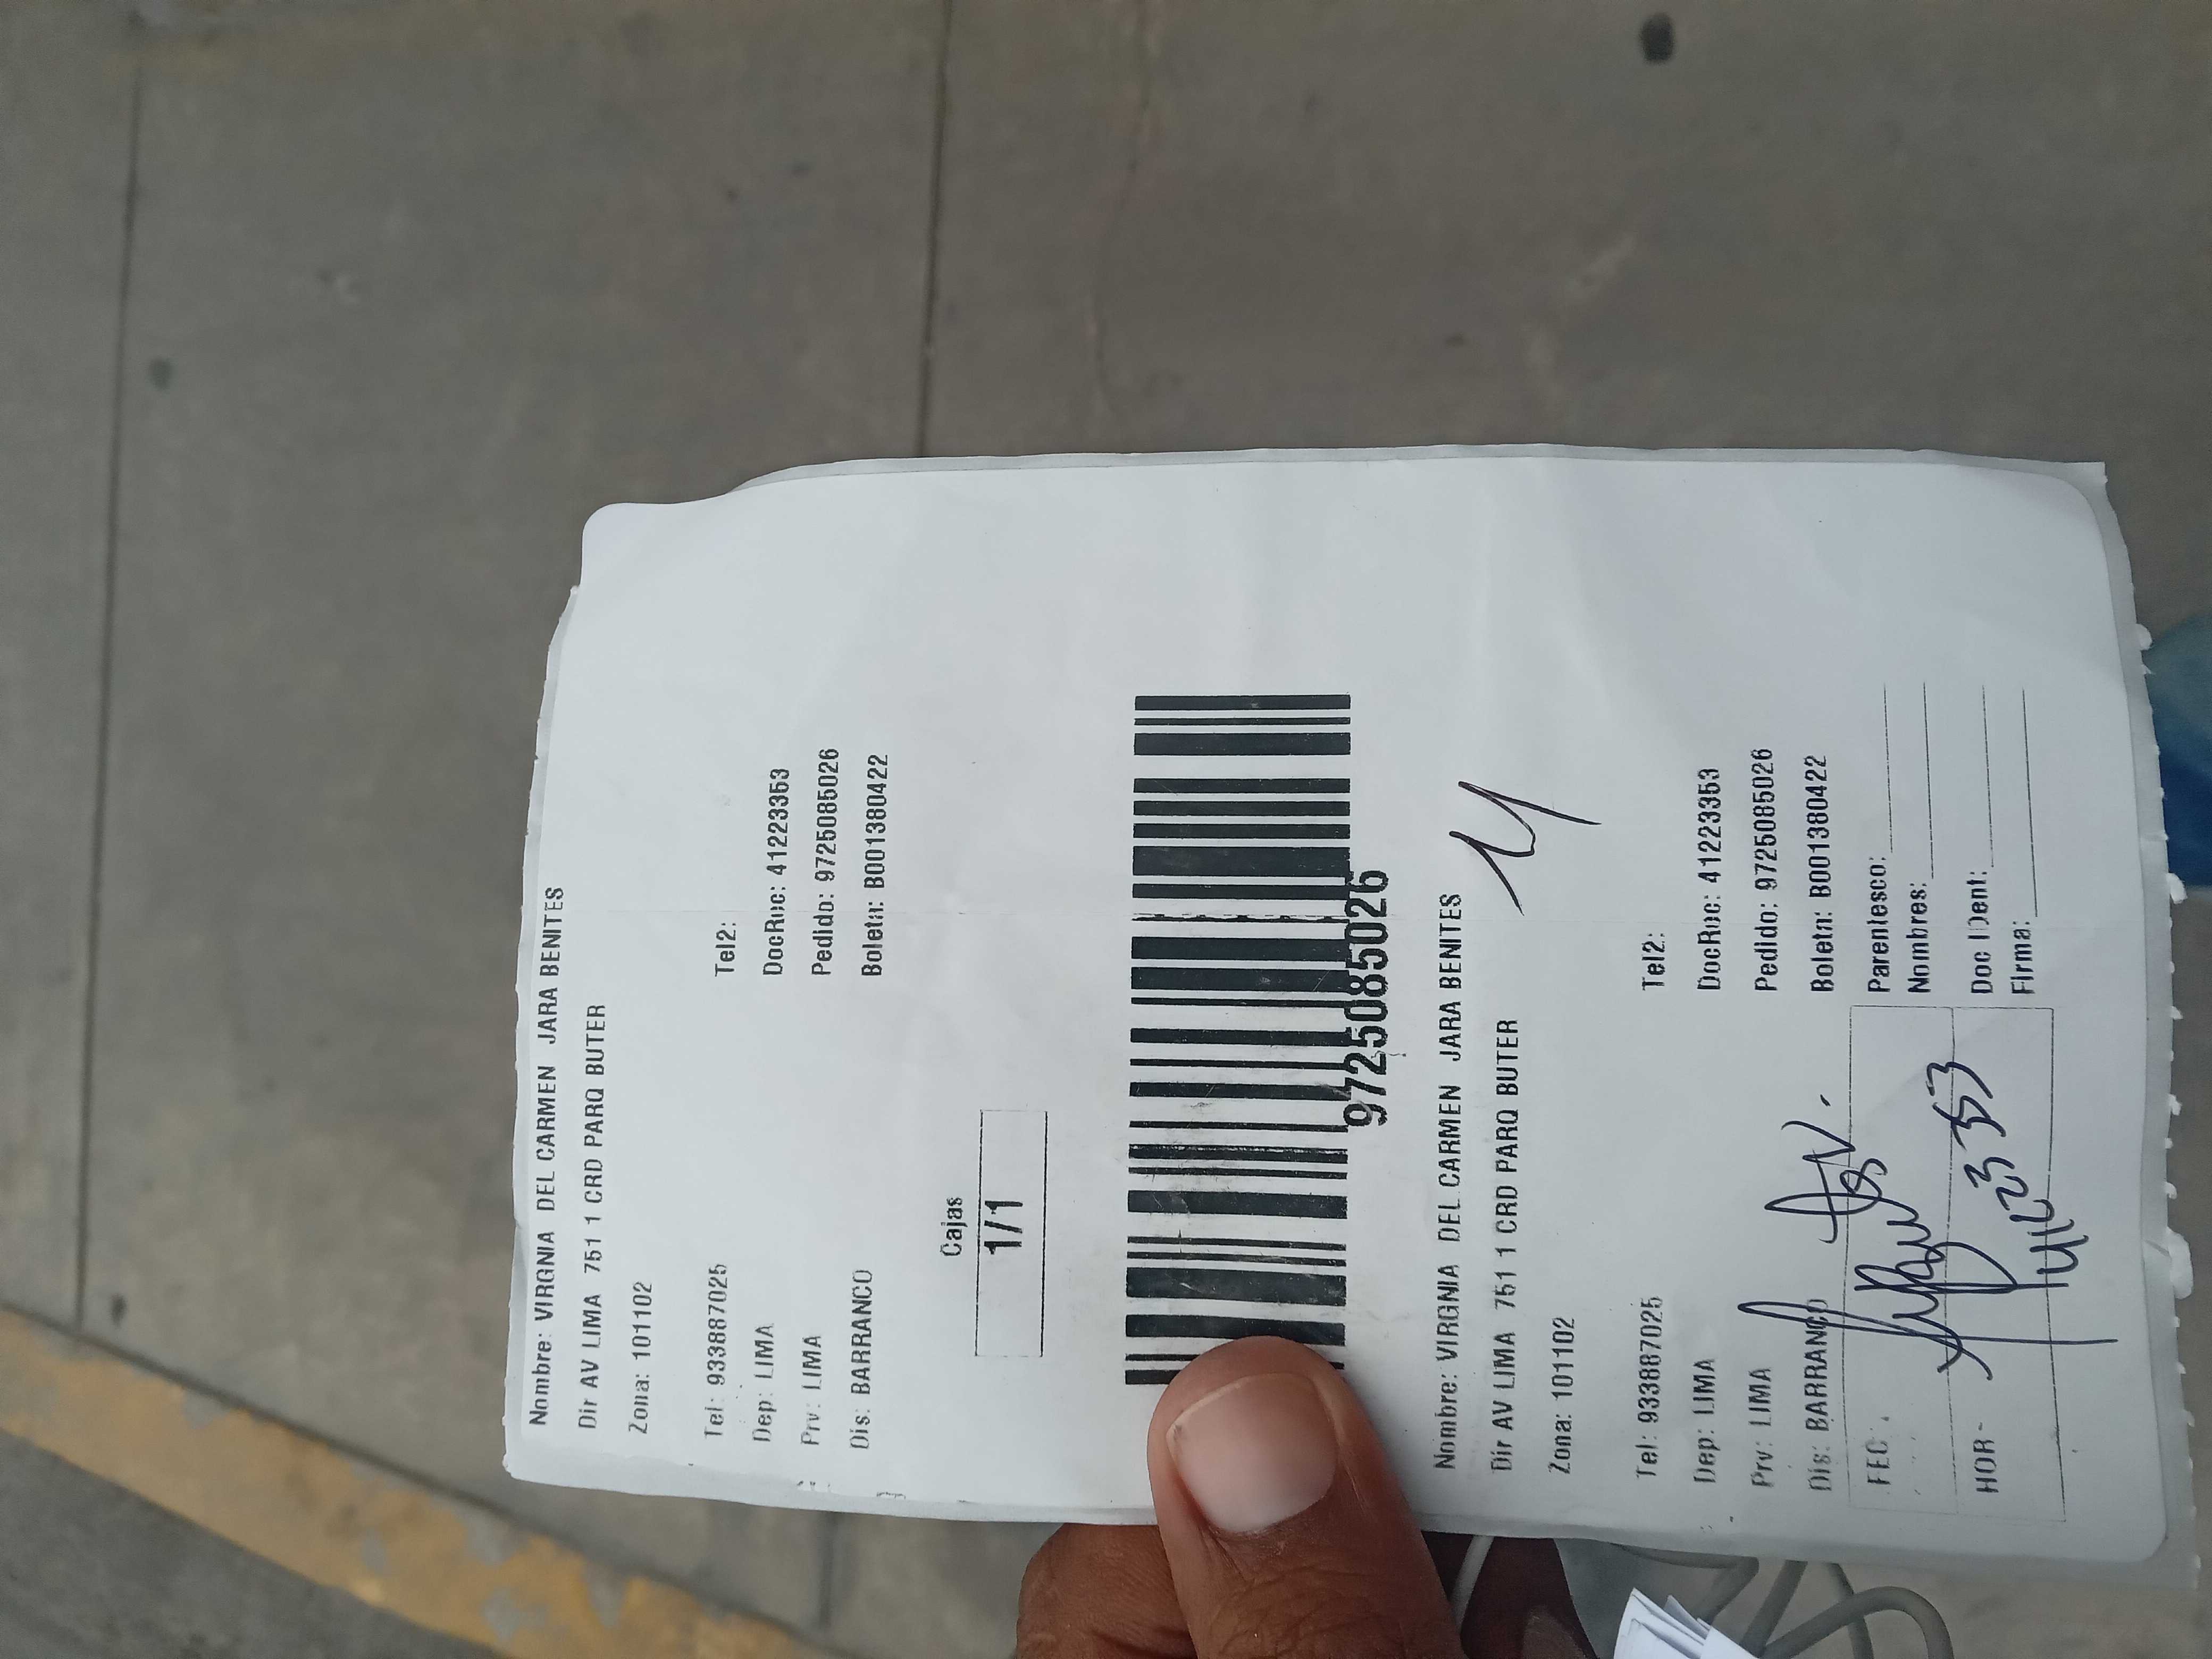 Nombre: VIRGNIA DEL CARMEN JARA BENITES
Dir AV LIMA 751 1 CRD PARQ BUTER
Zona: 101102
Tel: 933887025 Tel2:
Dep: LIMA DocRuc: 41223353
Prv: LIMA Pedido: 9725085026
Dis: BARRANCO Boleta: B001380422
Cajas
1/1
9725085026
Nombre: VIRGNIA DEL CARMEN JARA BENITES
Dir AV LIMA 751 1 CRD PARQ BUTER
Zona: 101102
Tel: 933887025 Tel2:
Dep: LIMA DocRuc: 41223353
Prv: LIMA Pedido: 9725085026
Dis: BARRANCO Boleta: B001380422
FEC: Parentesco:
Nombres:
HOR- Doc IDent:
Firma: